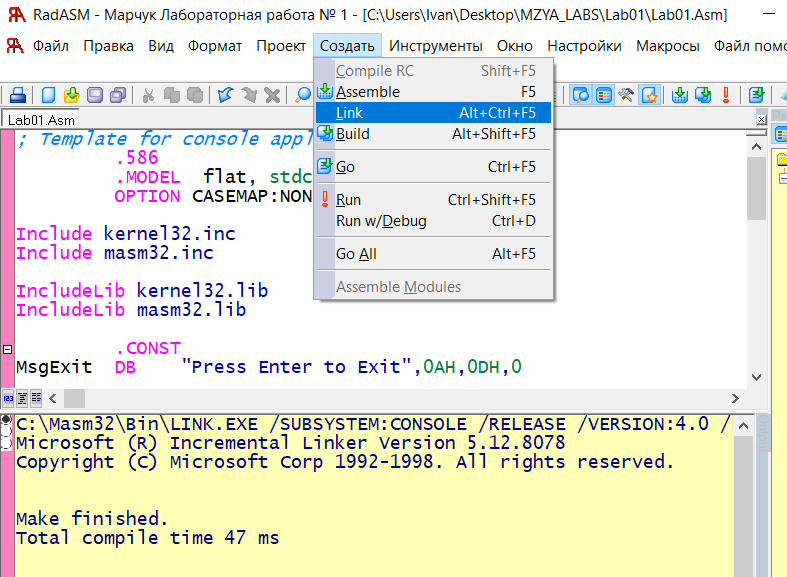 RadASM - Марчук Лабораторная работа № 1 - [C:\Users\Ivan\Desktop\MZYA_LABS\Lab01\Lab01.Asm]
Файл Правка Вид Формат Проект Создать Инструменты Окно Настройки Макросы Файл пом
Compile RC Shift+F5
Assemble F5
Link Alt+Ctrl+F5
Build Alt+Shift+F5
Go Ctrl+F5
Run Ctrl+Shift+F5
Run w/Debug Ctrl+D
Go All Alt+F5
Assemble Modules
Lab01.Asm
; Template for console appl
.586
.MODEL flat, stdc
OPTION CASEMAP:NON
Include kernel32.inc
Include masm32.inc
IncludeLib kernel32.lib
IncludeLib masm32.lib
.CONST
MsgExit DB "Press Enter to Exit",0AH,0DH,0
C:\Masm32\Bin\LINK.EXE /SUBSYSTEM:CONSOLE /RELEASE /VERSION:4.0 /
Microsoft (R) Incremental Linker Version 5.12.8078
Copyright (C) Microsoft Corp 1992-1998. All rights reserved.
Make finished.
Total compile time 47 ms